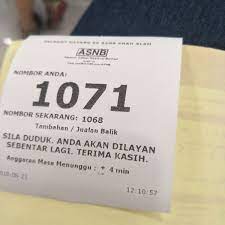 ASNB
NOMBOR ANDA:
1071
NOMBOR SEKARANG: 1068
Tambahan / Jualan Balik
SILA DUDUK. ANDA AKAN DILAYAN
SEBENTAR LAGI. TERIMA KASIH.
Anggaran Masa Menunggu : ± 4 min
12:10:57